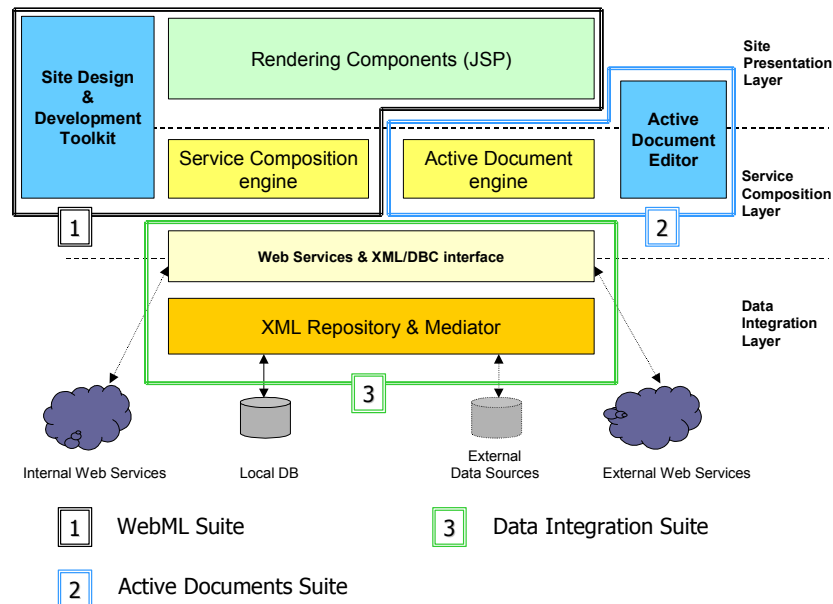 Site Design
&
Development
Toolkit
Rendering Components (JSP)
Site
Presentation
Layer
Active
Document
Editor
Service Composition
engine
Active Document
engine
Service
Composition
Layer
1
2
Web Services & XML/DBC interface
XML Repository & Mediator
Data
Integration
Layer
3
Internal Web Services
Local DB
External
Data Sources
External Web Services
1 WebML Suite
3 Data Integration Suite
2 Active Documents Suite